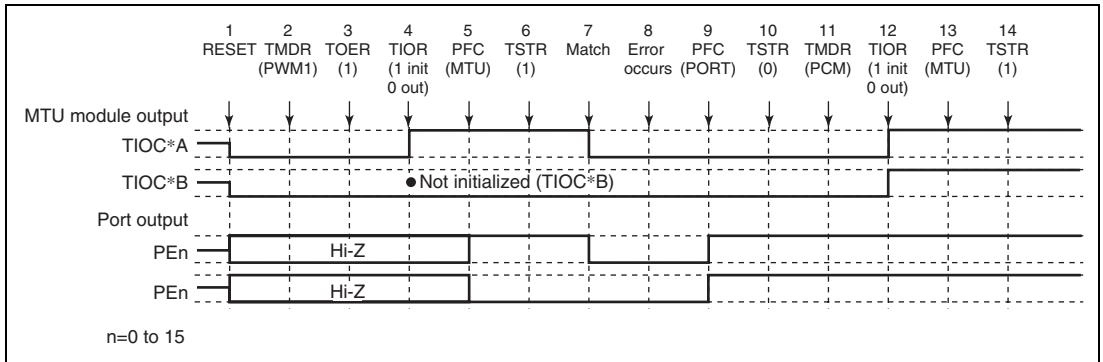 1 2 3 4 5 6 7 8 9 10 11 12 13 14
RESET TMDR TOER TIOR PFC TSTR Match Error PFC TSTR TMDR TIOR PFC TSTR
(PWM1) (1) (1 init (MTU) (1) occurs (PORT) (0) (PCM) (1 init (MTU) (1)
0 out) 0 out)
MTU module output
TIOC*A
TIOC*B
● Not initialized (TIOC*B)
Port output
PEn Hi-Z
PEn Hi-Z
n=0 to 15